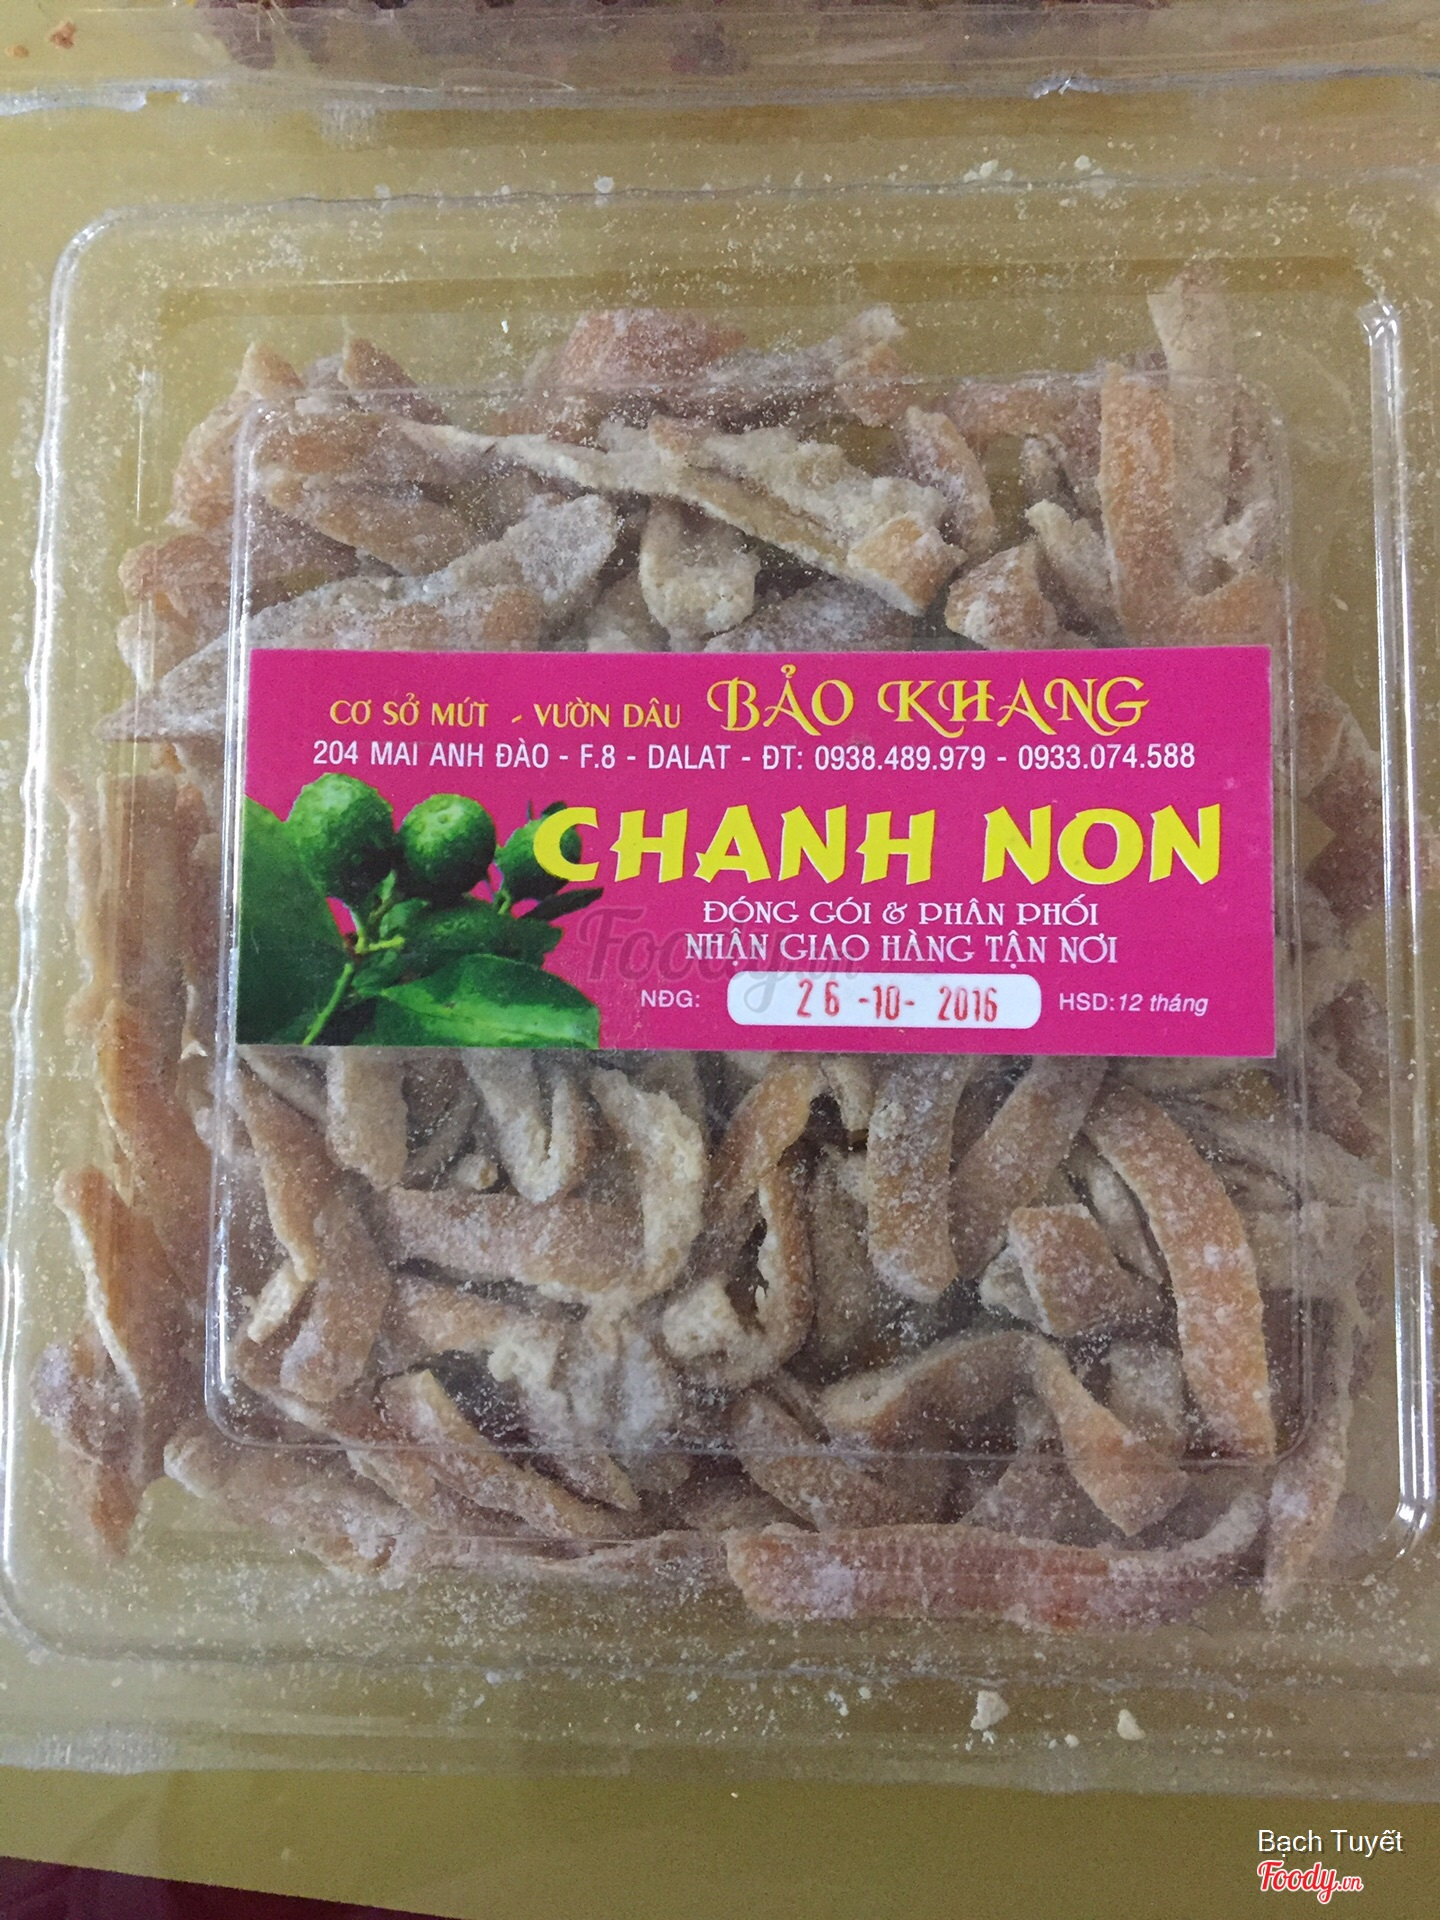 CƠ SỞ MỨT - VƯỜN DÂU BẢO KHANG
204 MAI ANH ĐÀO - F.8 - DALAT - ĐT: 0938.489.979 - 0933.074.588
CHANH NON
ĐÓNG GÓI & PHÂN PHỐI
NHẬN GIAO HÀNG TẬN NƠI
Foody.vn
NĐG: 26 -10- 2016 HSD: 12 tháng
Bạch Tuyết
Foody.vn